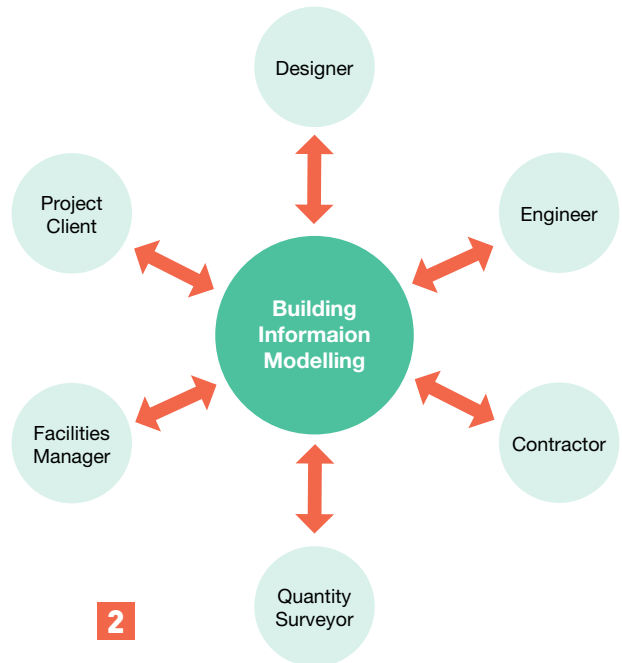 Designer
Project
Client
Engineer
Building
Informaion
Modelling
Facilities
Manager
Contractor
Quantity
Surveyor
2